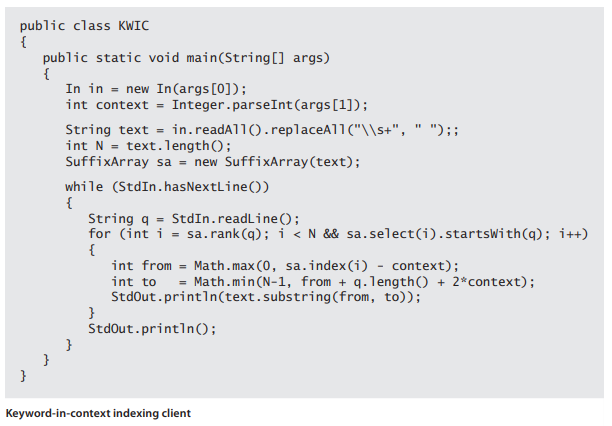 public class KWIC
{
public static void main(String[] args)
{
In in = new In(args[0]);
int context = Integer.parseInt(args[1]);
String text = in.readAll().replaceAll("\\s+", " ");;
int N = text.length();
SuffixArray sa = new SuffixArray(text);
while (StdIn.hasNextLine())
{
String q = StdIn.readLine();
for (int i = sa.rank(q); i < N && sa.select(i).startsWith(q); i++)
{
int from = Math.max(0, sa.index(i) - context);
int to   = Math.min(N-1, from + q.length() + 2*context);
StdOut.println(text.substring(from, to));
}
StdOut.println();
}
}
}
Keyword-in-context indexing client